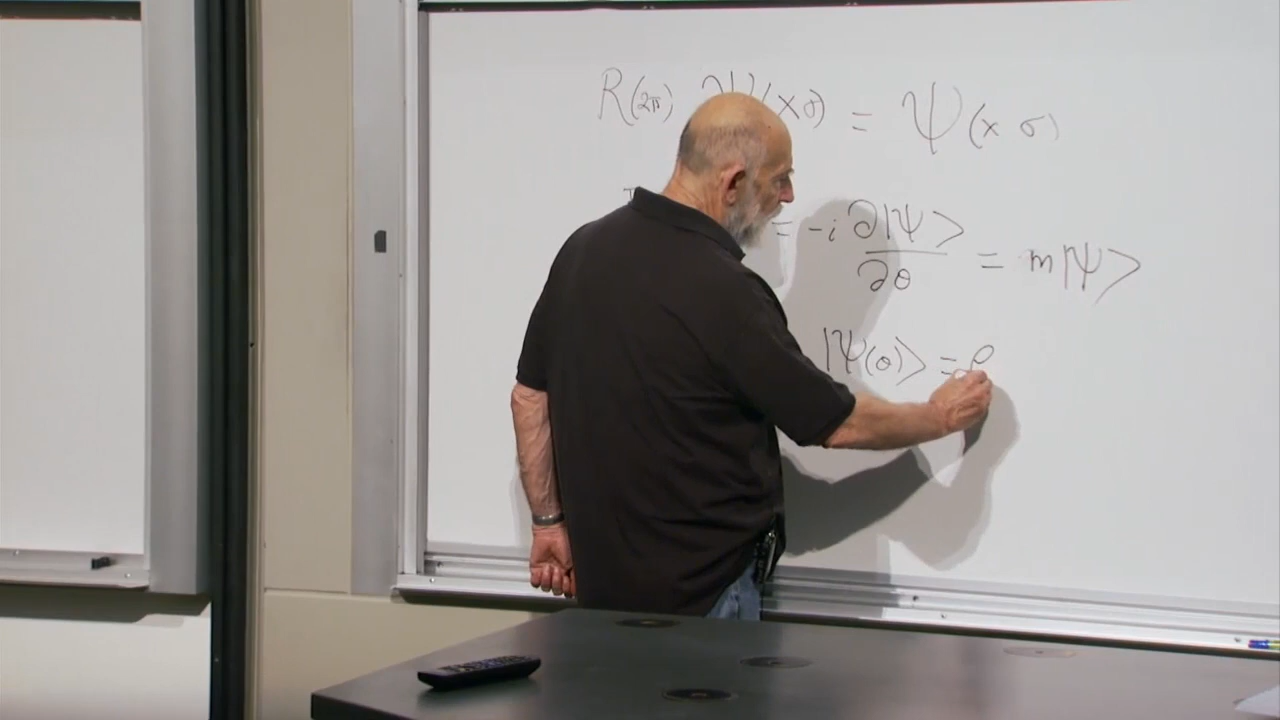 R(2π) ∂Ψ(x σ) = Ψ(x σ)
= -i ∂|Ψ> / ∂θ = m|Ψ>
|Ψ(θ)> = e